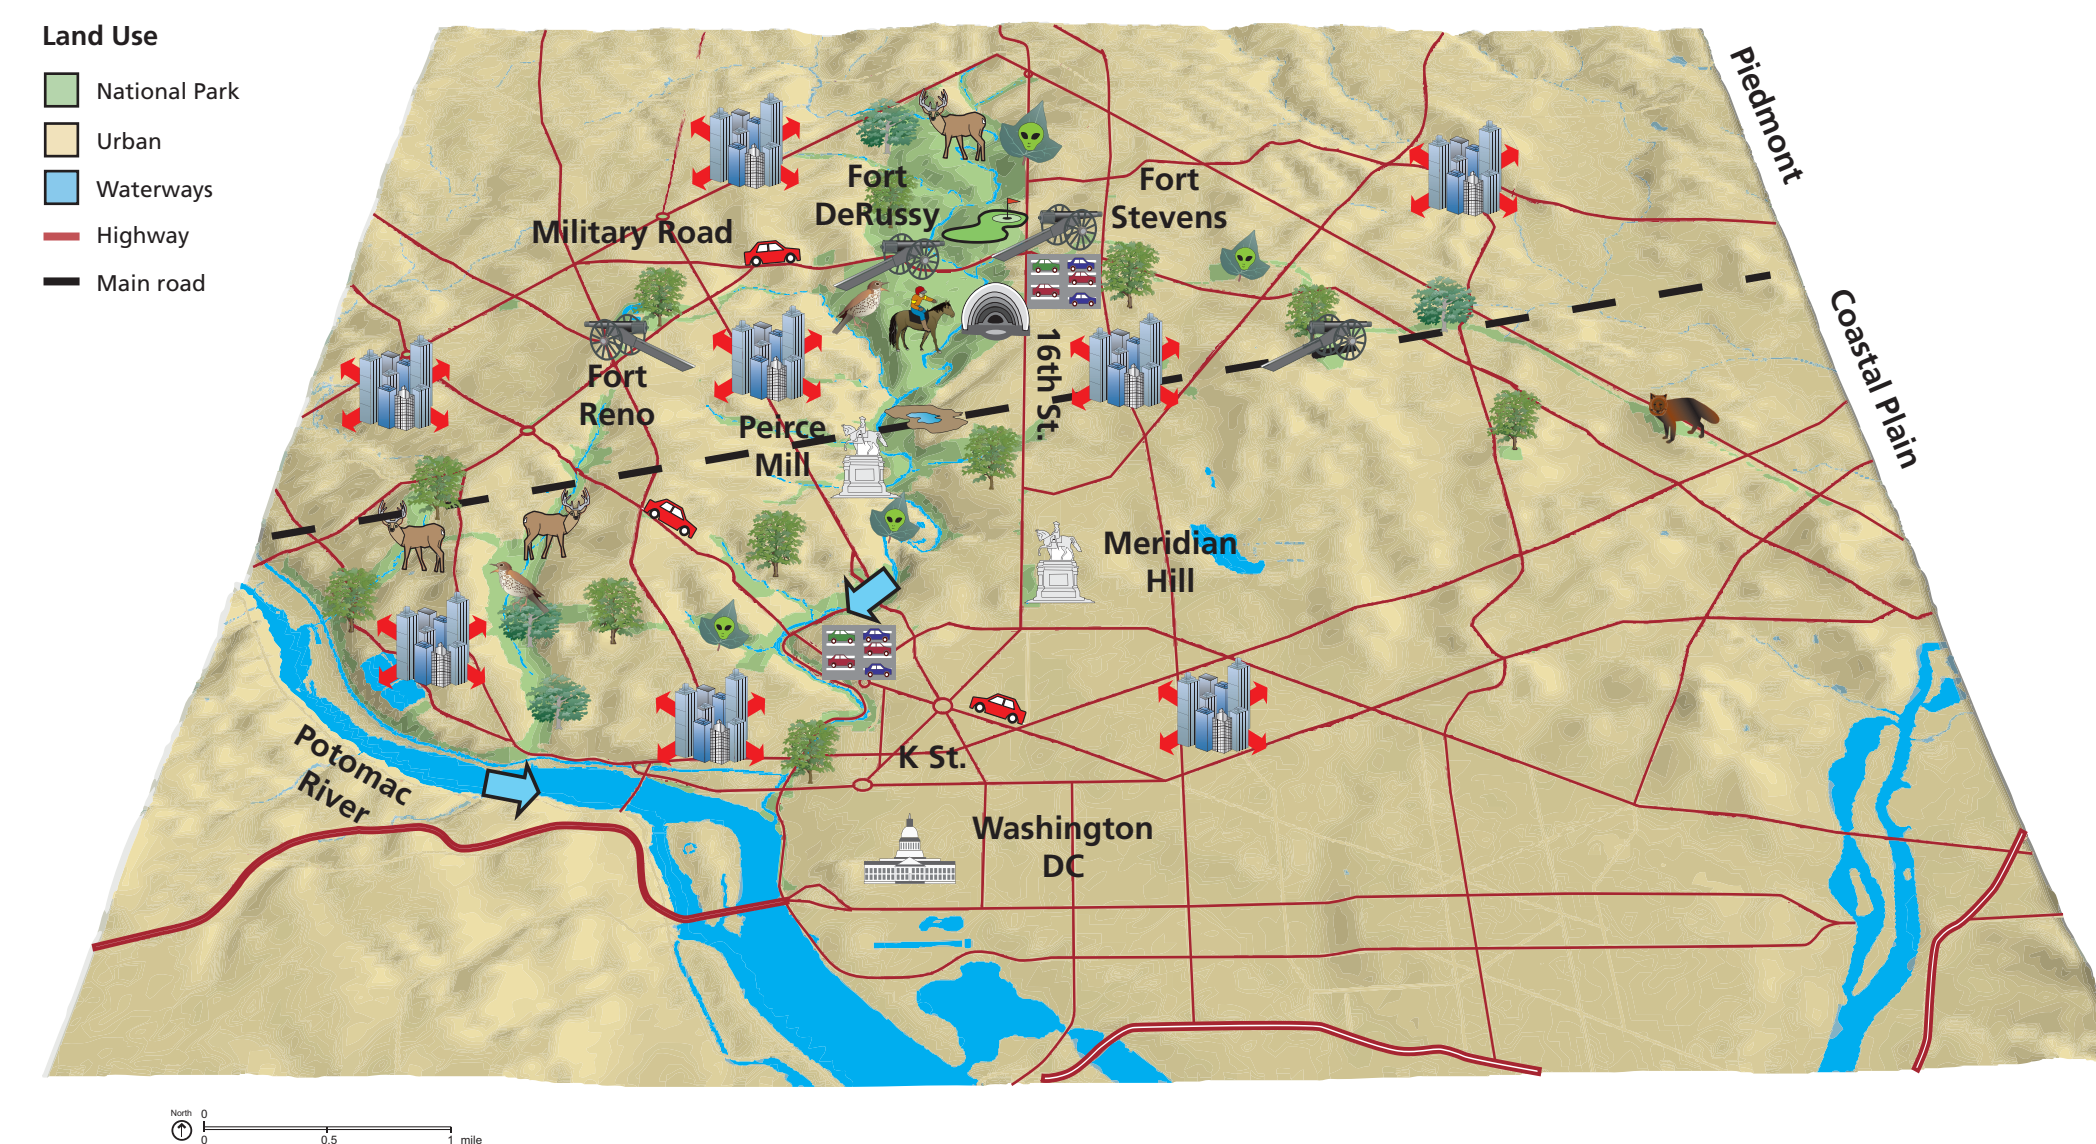 Land Use
National Park
Urban
Waterways
Highway
Main road
Piedmont
Coastal Plain
Fort
DeRussy
Fort
Stevens
Military Road
Fort
Reno
16th St.
Peirce
Mill
Meridian
Hill
Potomac
River
K St.
Washington
DC
North
0
0
0.5
1 mile